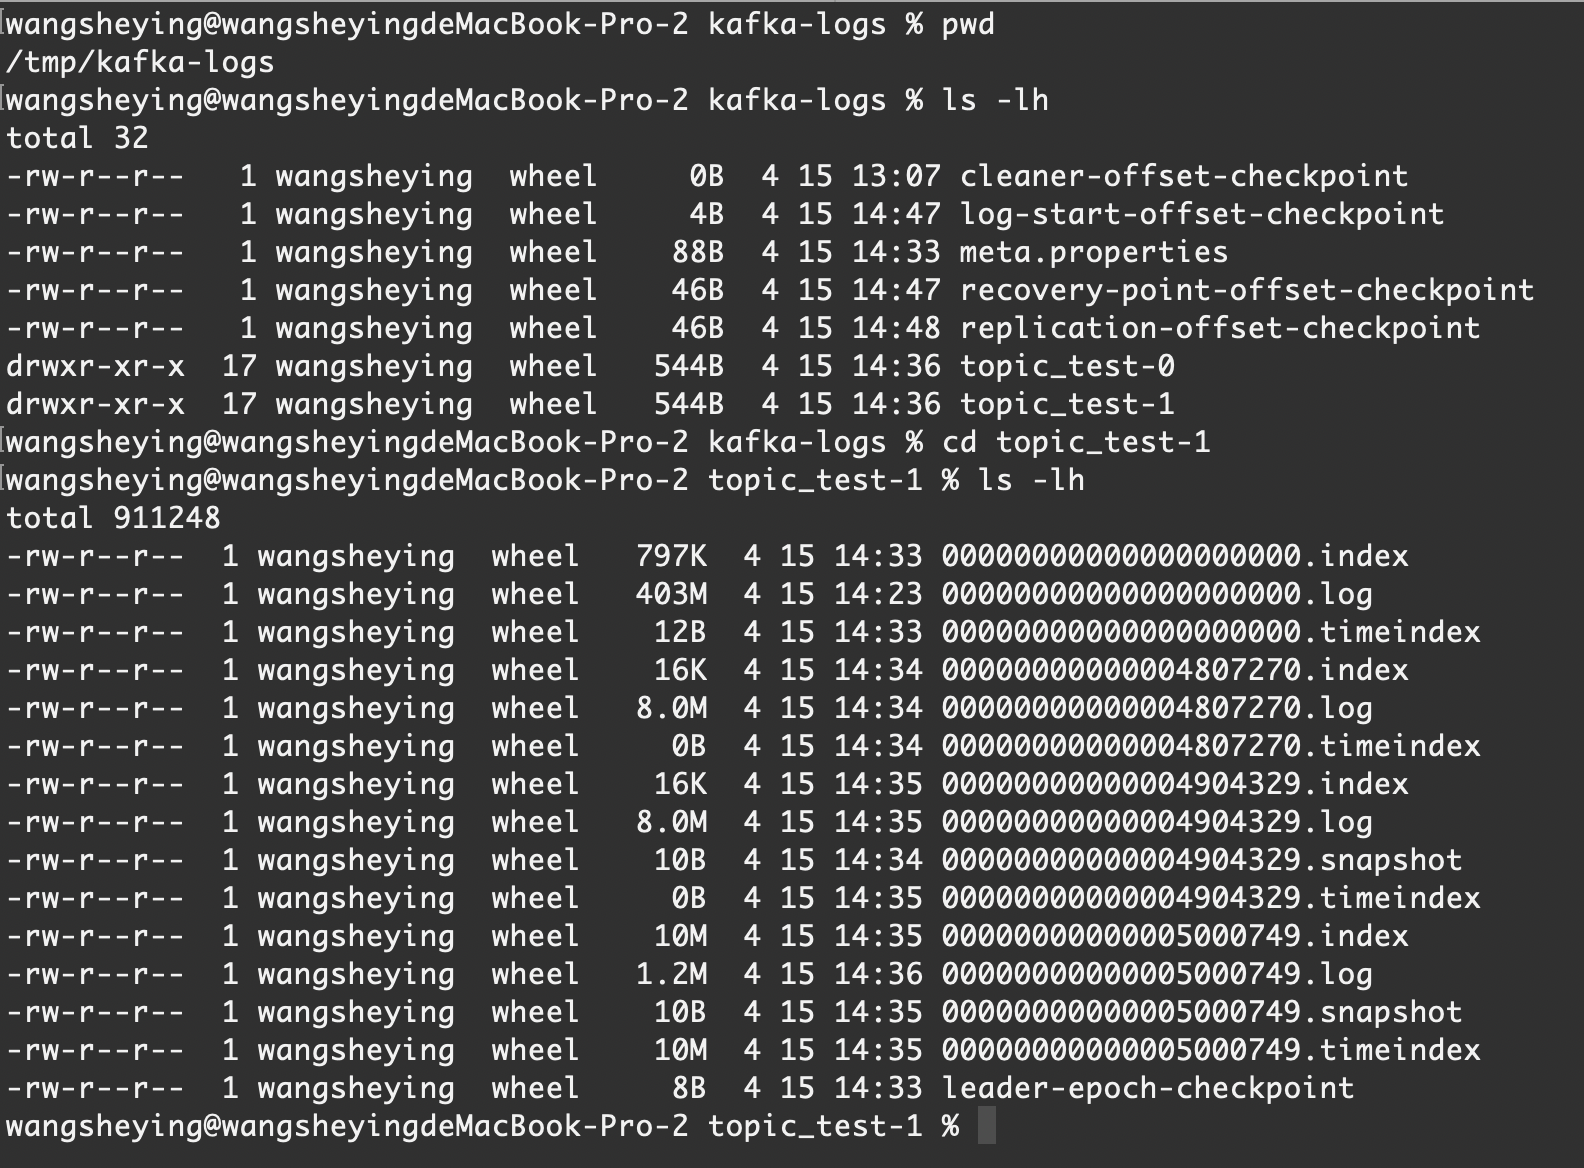 wangsheying@wangsheyingdeMacBook-Pro-2 kafka-logs % pwd
/tmp/kafka-logs
wangsheying@wangsheyingdeMacBook-Pro-2 kafka-logs % ls -lh
total 32
-rw-r--r--   1 wangsheying  wheel     0B  4 15 13:07 cleaner-offset-checkpoint
-rw-r--r--   1 wangsheying  wheel     4B  4 15 14:47 log-start-offset-checkpoint
-rw-r--r--   1 wangsheying  wheel    88B  4 15 14:33 meta.properties
-rw-r--r--   1 wangsheying  wheel    46B  4 15 14:47 recovery-point-offset-checkpoint
-rw-r--r--   1 wangsheying  wheel    46B  4 15 14:48 replication-offset-checkpoint
drwxr-xr-x  17 wangsheying  wheel   544B  4 15 14:36 topic_test-0
drwxr-xr-x  17 wangsheying  wheel   544B  4 15 14:36 topic_test-1
wangsheying@wangsheyingdeMacBook-Pro-2 kafka-logs % cd topic_test-1
wangsheying@wangsheyingdeMacBook-Pro-2 topic_test-1 % ls -lh
total 911248
-rw-r--r--  1 wangsheying  wheel   797K  4 15 14:33 00000000000000000000.index
-rw-r--r--  1 wangsheying  wheel   403M  4 15 14:23 00000000000000000000.log
-rw-r--r--  1 wangsheying  wheel    12B  4 15 14:33 00000000000000000000.timeindex
-rw-r--r--  1 wangsheying  wheel    16K  4 15 14:34 00000000000004807270.index
-rw-r--r--  1 wangsheying  wheel   8.0M  4 15 14:34 00000000000004807270.log
-rw-r--r--  1 wangsheying  wheel     0B  4 15 14:34 00000000000004807270.timeindex
-rw-r--r--  1 wangsheying  wheel    16K  4 15 14:35 00000000000004904329.index
-rw-r--r--  1 wangsheying  wheel   8.0M  4 15 14:35 00000000000004904329.log
-rw-r--r--  1 wangsheying  wheel    10B  4 15 14:34 00000000000004904329.snapshot
-rw-r--r--  1 wangsheying  wheel     0B  4 15 14:35 00000000000004904329.timeindex
-rw-r--r--  1 wangsheying  wheel    10M  4 15 14:35 00000000000005000749.index
-rw-r--r--  1 wangsheying  wheel   1.2M  4 15 14:36 00000000000005000749.log
-rw-r--r--  1 wangsheying  wheel    10B  4 15 14:35 00000000000005000749.snapshot
-rw-r--r--  1 wangsheying  wheel    10M  4 15 14:35 00000000000005000749.timeindex
-rw-r--r--  1 wangsheying  wheel     8B  4 15 14:33 leader-epoch-checkpoint
wangsheying@wangsheyingdeMacBook-Pro-2 topic_test-1 %